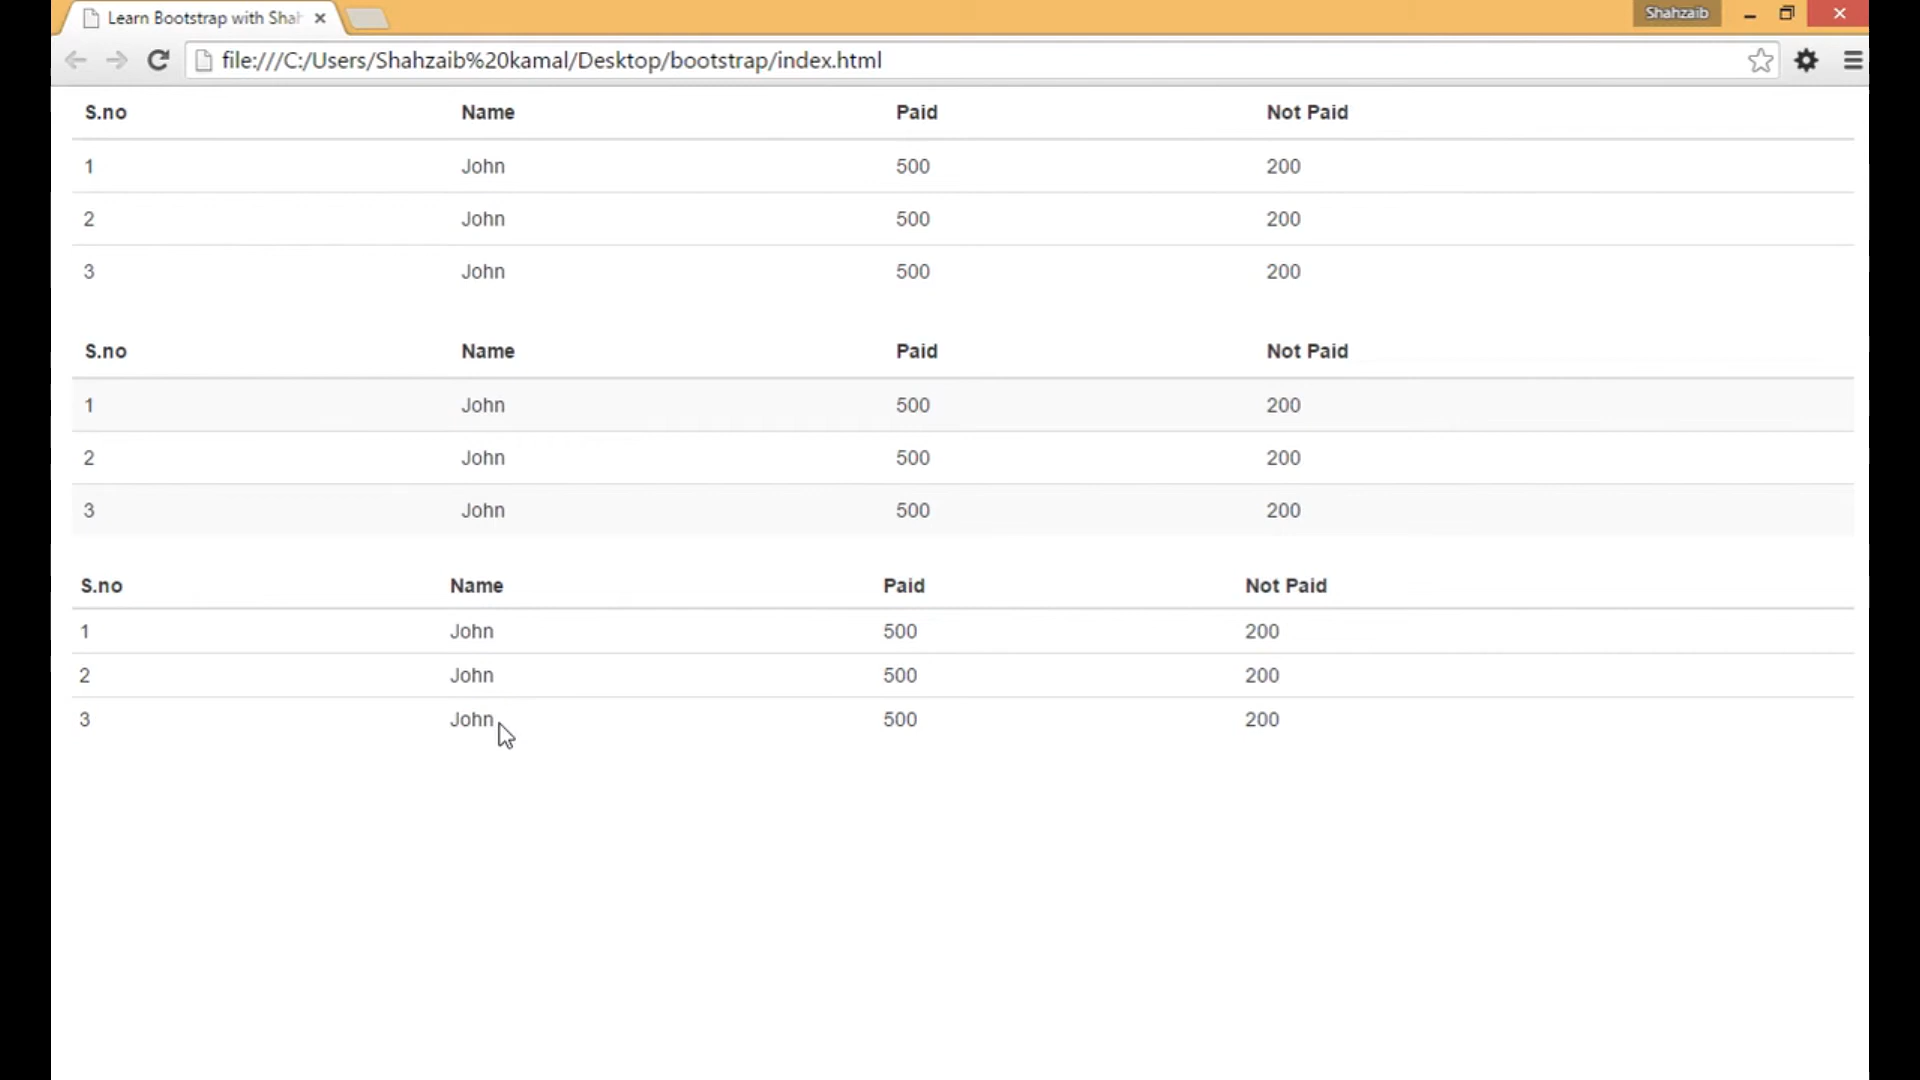 Learn Bootstrap with Shah
Shahzaib
file:///C:/Users/Shahzaib%20kamal/Desktop/bootstrap/index.html
S.no Name Paid Not Paid
1 John 500 200
2 John 500 200
3 John 500 200
S.no Name Paid Not Paid
1 John 500 200
2 John 500 200
3 John 500 200
S.no Name Paid Not Paid
1 John 500 200
2 John 500 200
3 John 500 200